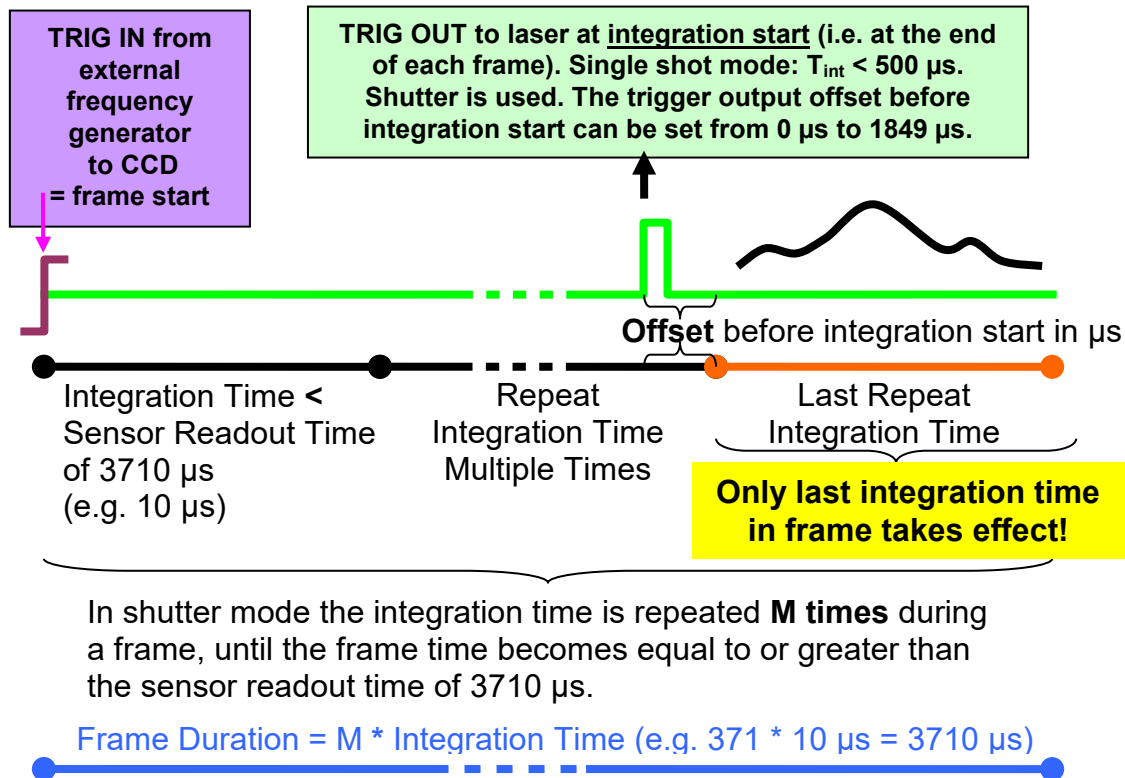 TRIG IN from
external
frequency
generator
to CCD
= frame start
TRIG OUT to laser at integration start (i.e. at the end
of each frame). Single shot mode: Tint < 500 µs.
Shutter is used. The trigger output offset before
integration start can be set from 0 µs to 1849 µs.
Offset before integration start in µs
Integration Time <
Sensor Readout Time
of 3710 µs
(e.g. 10 µs)
Repeat
Integration Time
Multiple Times
Last Repeat
Integration Time
Only last integration time
in frame takes effect!
In shutter mode the integration time is repeated M times during
a frame, until the frame time becomes equal to or greater than
the sensor readout time of 3710 µs.
Frame Duration = M * Integration Time (e.g. 371 * 10 µs = 3710 µs)